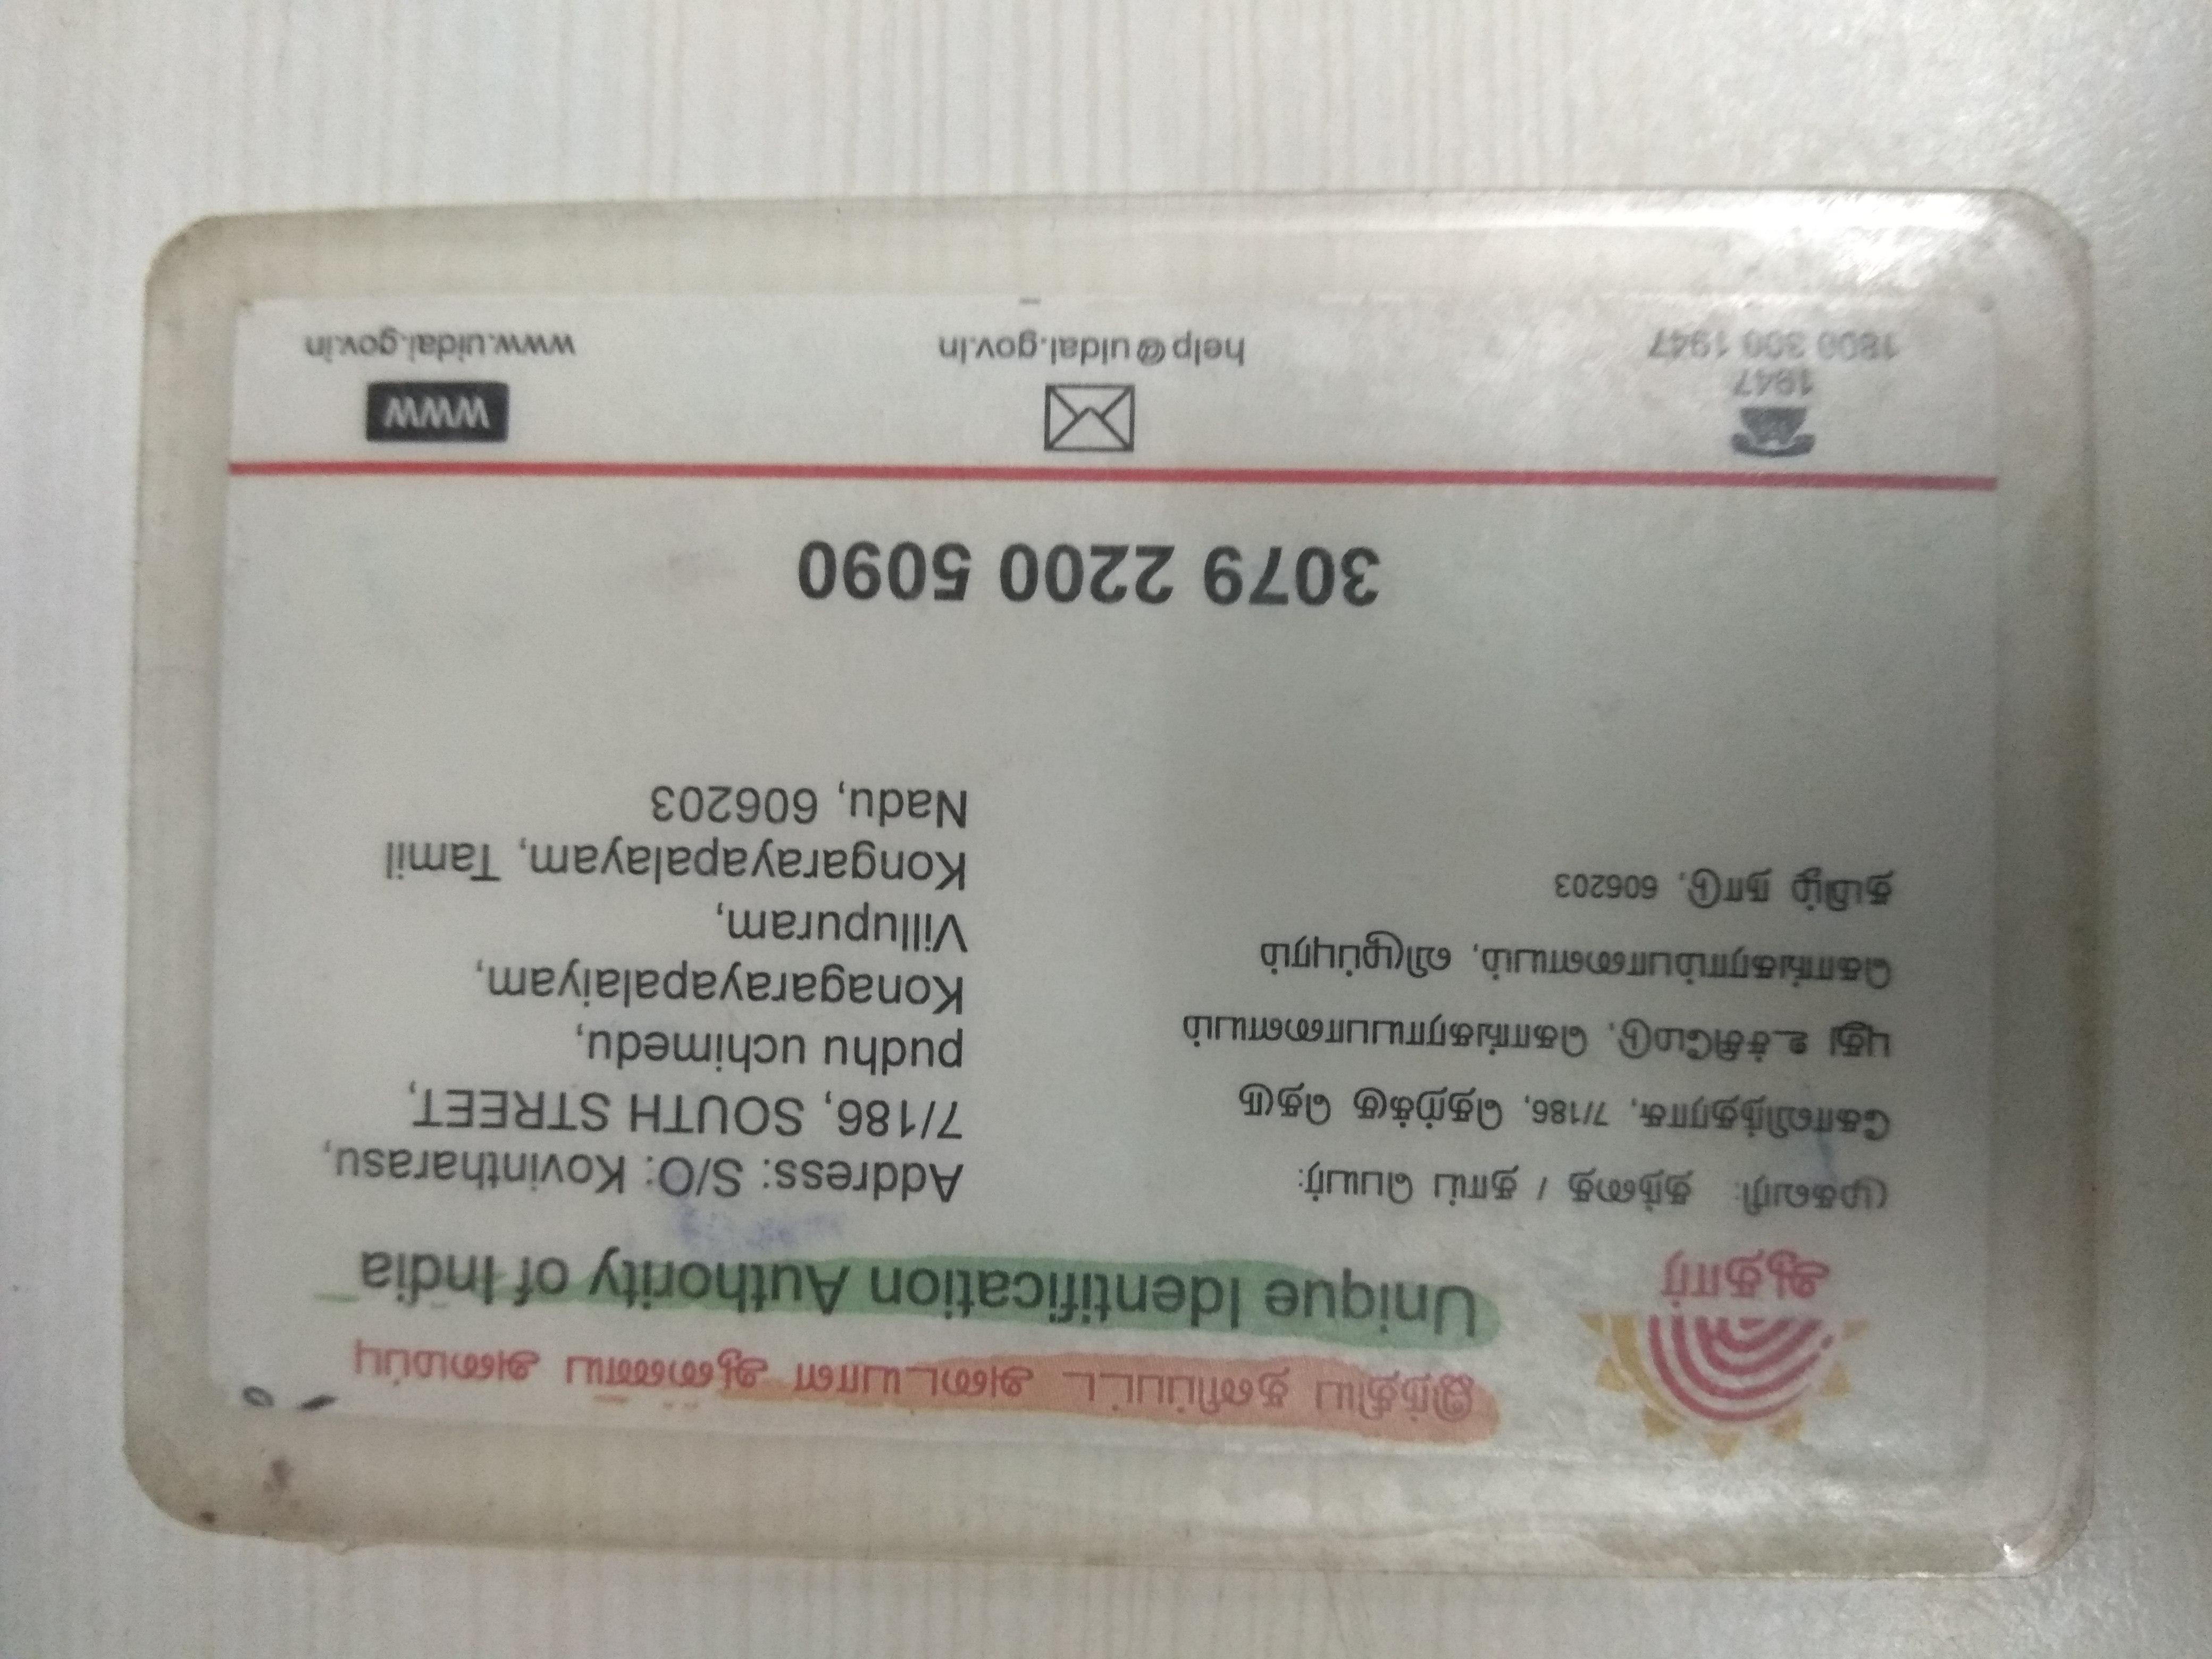 இந்திய தனிப்பட்ட அடையாள ஆணைய அமைப்பு
Unique Identification Authority of India
ஆதார்
முகவரி: தந்தை / தாய் பெயர்:
கோவிந்தராசு, 7/186, தெற்க்கு தெரு
புது உச்சிமேடு, கொங்கராயபாளையம்
கொங்கராம்பாளையம், விழுப்புரம்
தமிழ் நாடு, 606203
Address: S/O: Kovintharasu,
7/186, SOUTH STREET,
pudhu uchimedu,
Konagarayapalaiyam,
Villupuram,
Kongarayapalayam, Tamil
Nadu, 606203
3079 2200 5090
1947
1800 300 1947
help@uidai.gov.in
WWW
www.uidai.gov.in